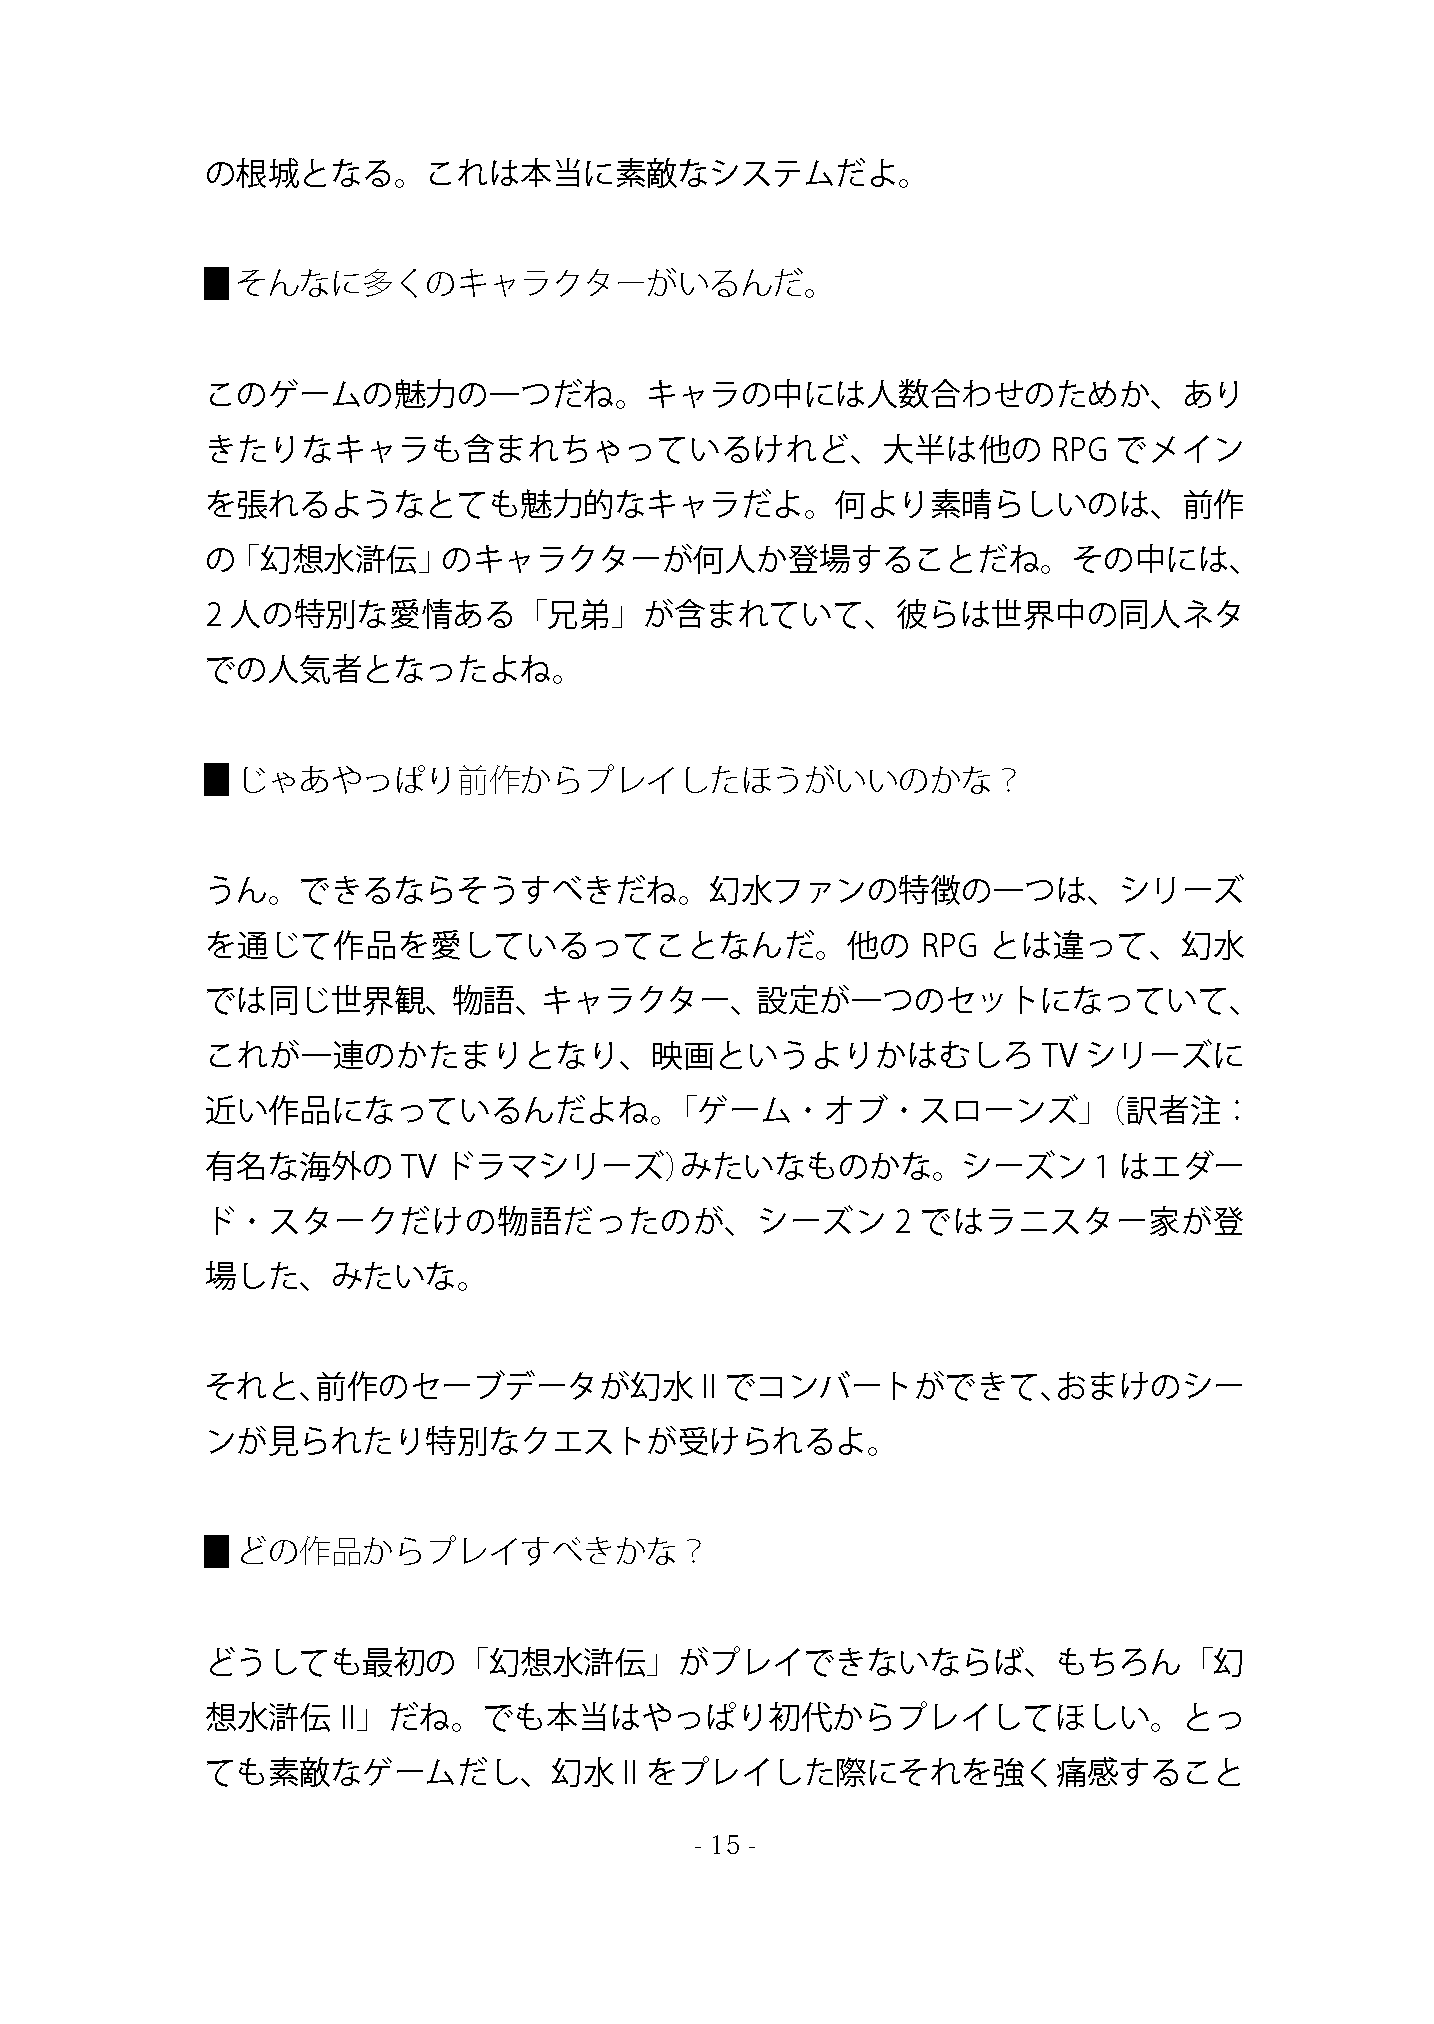 の根城となる。これは本当に素敵なシステムだよ。
■そんなに多くのキャラクターがいるんだ。
このゲームの魅力の一つだね。キャラの中には人数合わせのためか、あり
きたりなキャラも含まれちゃっているけれど、大半は他の RPG でメイン
を張れるようなとても魅力的なキャラだよ。何より素晴らしいのは、前作
の「幻想水滸伝」のキャラクターが何人か登場することだね。その中には、
2 人の特別な愛情ある「兄弟」が含まれていて、彼らは世界中の同人ネタ
での人気者となったよね。
■じゃあやっぱり前作からプレイしたほうがいいのかな？
うん。できるならそうすべきだね。幻水ファンの特徴の一つは、シリーズ
を通じて作品を愛しているってことなんだ。他の RPG とは違って、幻水
では同じ世界観、物語、キャラクター、設定が一つのセットになっていて、
これが一連のかたまりとなり、映画というよりかはむしろ TV シリーズに
近い作品になっているんだよね。「ゲーム・オブ・スローンズ」（訳者注：
有名な海外の TV ドラマシリーズ）みたいなものかな。シーズン 1 はエダー
ド・スタークだけの物語だったのが、シーズン 2 ではラニスター家が登
場した、みたいな。
それと、前作のセーブデータが幻水 II でコンバートができて、おまけのシー
ンが見られたり特別なクエストが受けられるよ。
■どの作品からプレイすべきかな？
どうしても最初の「幻想水滸伝」がプレイできないならば、もちろん「幻
想水滸伝 II」だね。でも本当はやっぱり初代からプレイしてほしい。とっ
ても素敵なゲームだし、幻水 II をプレイした際にそれを強く痛感すること
- 15 -